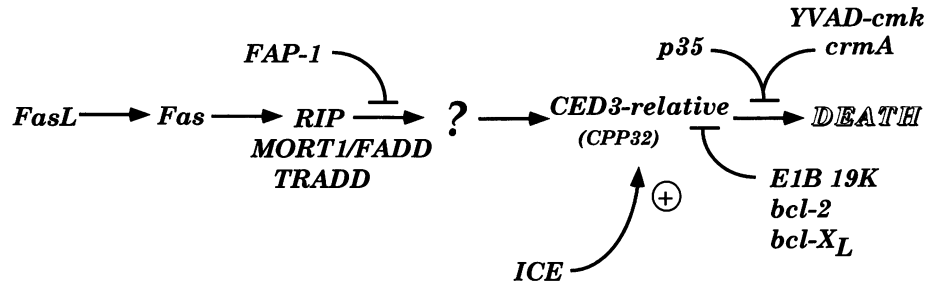 YVAD-cmk
FAP-1
p35
crmA
FasL
Fas
RIP
?
CED3-relative
DEATH
MORT1/FADD
(CPP32)
TRADD
E1B 19K
+
bcl-2
bcl-XL
ICE